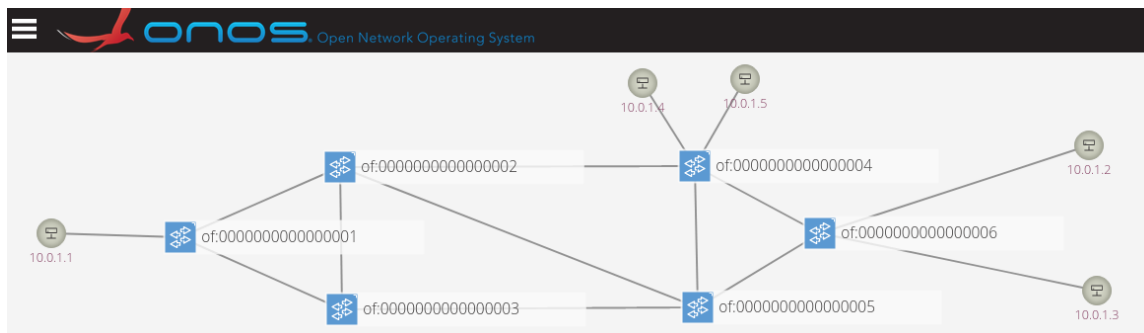 onos. Open Network Operating System
10.0.1.4
10.0.1.5
of:0000000000000002
of:0000000000000004
10.0.1.2
of:0000000000000001
of:0000000000000006
10.0.1.1
of:0000000000000003
of:0000000000000005
10.0.1.3